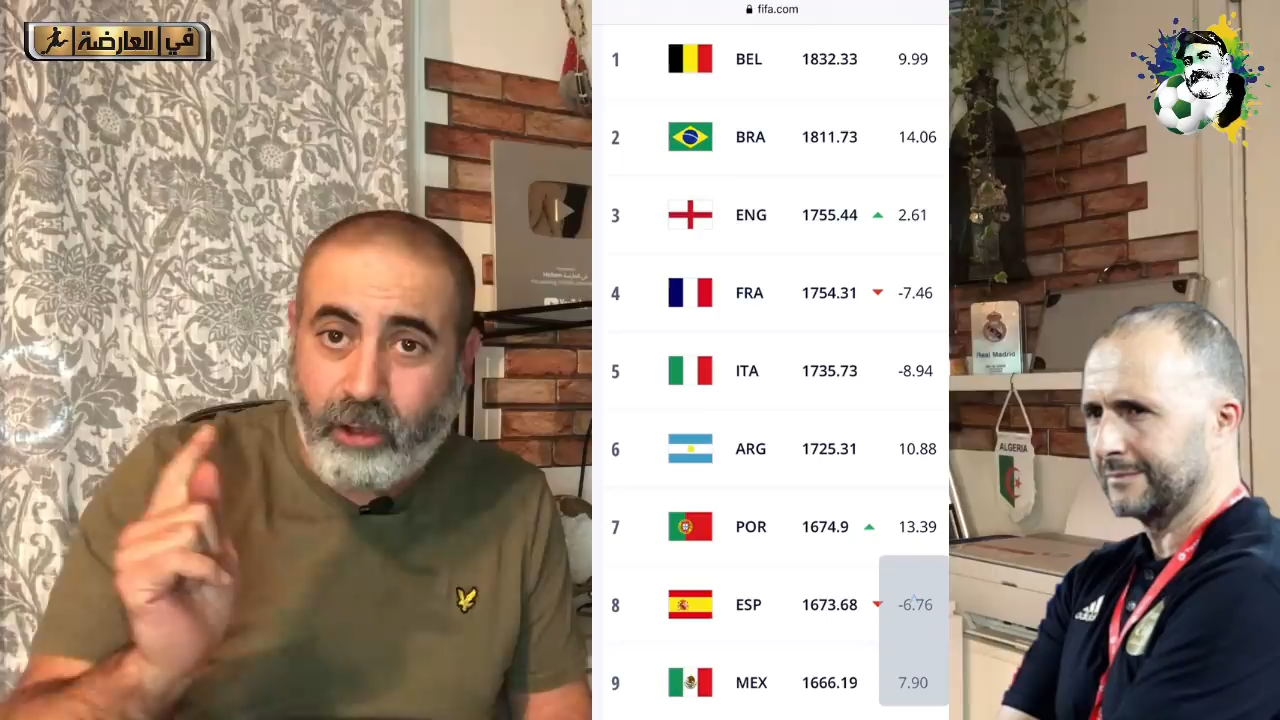 في العارضة
fifa.com
1 BEL 1832.33 9.99
2 BRA 1811.73 14.06
3 ENG 1755.44 2.61
4 FRA 1754.31 -7.46
5 ITA 1735.73 -8.94
6 ARG 1725.31 10.88
7 POR 1674.9 13.39
8 ESP 1673.68 -6.76
9 MEX 1666.19 7.90
Real Madrid
ALGERIA
adidas